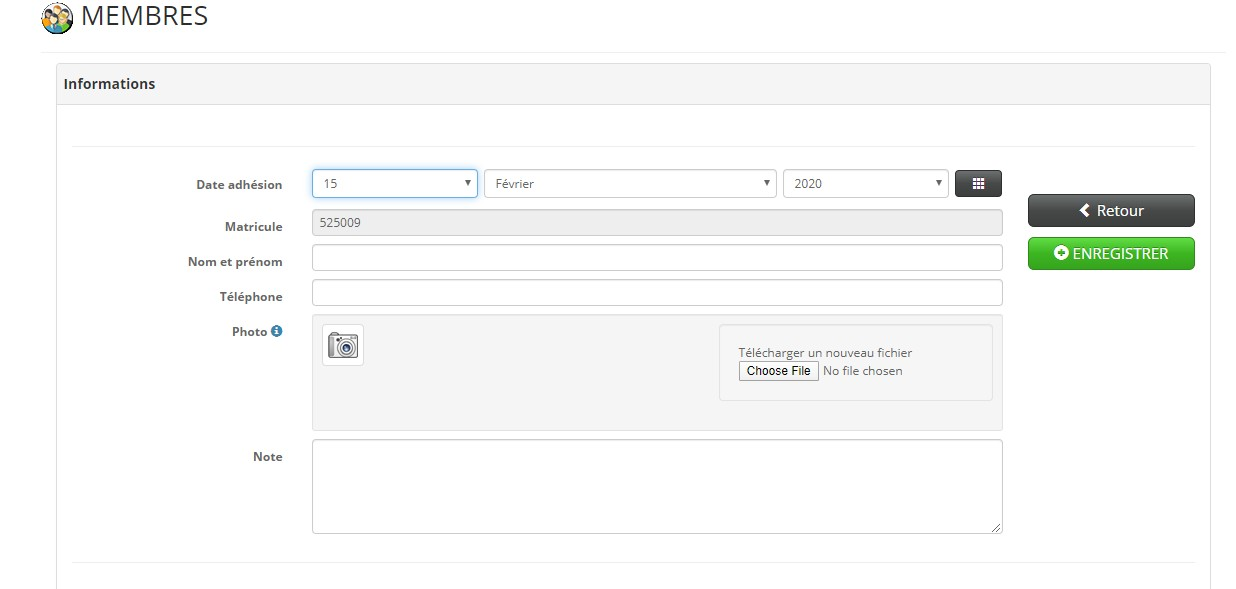 MEMBRES
Informations
Date adhésion 15 Février 2020
Retour
Matricule 525009
ENREGISTRER
Nom et prénom
Téléphone
Photo
Télécharger un nouveau fichier
Choose File No file chosen
Note